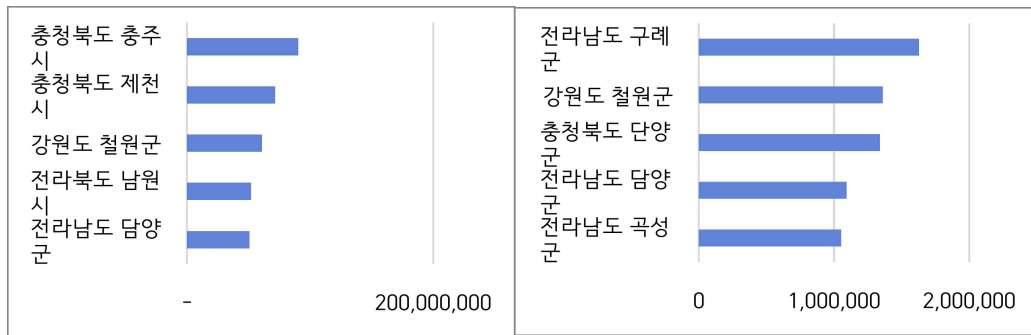 충청북도 충주
시
충청북도 제천
시
강원도 철원군
전라북도 남원
시
전라남도 담양
군
- 200,000,000
전라남도 구례
군
강원도 철원군
충청북도 단양
군
전라남도 담양
군
전라남도 곡성
군
0 1,000,000 2,000,000